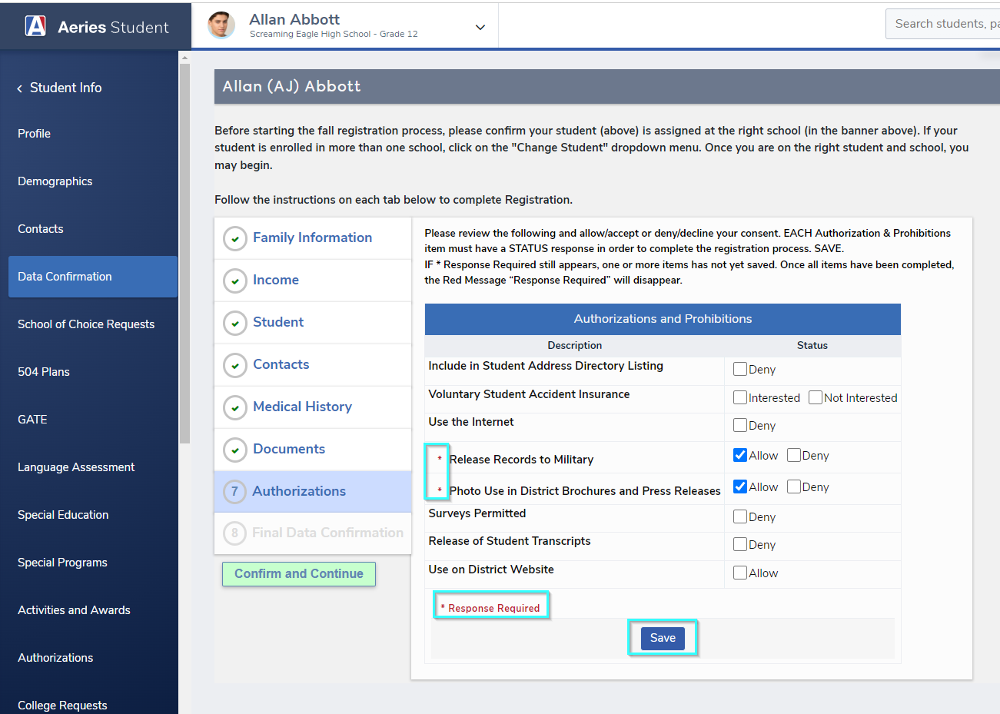 Aeries Student
Allan Abbott
Screaming Eagle High School - Grade 12
Search students, pa
Student Info
Profile
Demographics
Contacts
Data Confirmation
School of Choice Requests
504 Plans
GATE
Language Assessment
Special Education
Special Programs
Activities and Awards
Authorizations
College Requests
Allan (AJ) Abbott
Before starting the fall registration process, please confirm your student (above) is assigned at the right school (in the banner above). If your
student is enrolled in more than one school, click on the "Change Student" dropdown menu. Once you are on the right student and school, you
may begin.
Follow the instructions on each tab below to complete Registration.
Family Information
Income
Student
Contacts
Medical History
Documents
7 Authorizations
8 Final Data Confirmation
Confirm and Continue
Please review the following and allow/accept or deny/decline your consent. EACH Authorization & Prohibitions
item must have a STATUS response in order to complete the registration process. SAVE.
IF * Response Required still appears, one or more items has not yet saved. Once all items have been completed,
the Red Message “Response Required” will disappear.
Authorizations and Prohibitions
Description Status
Include in Student Address Directory Listing Deny
Voluntary Student Accident Insurance Interested Not Interested
Use the Internet Deny
* Release Records to Military Allow Deny
* Photo Use in District Brochures and Press Releases Allow Deny
Surveys Permitted Deny
Release of Student Transcripts Deny
Use on District Website Allow
* Response Required
Save